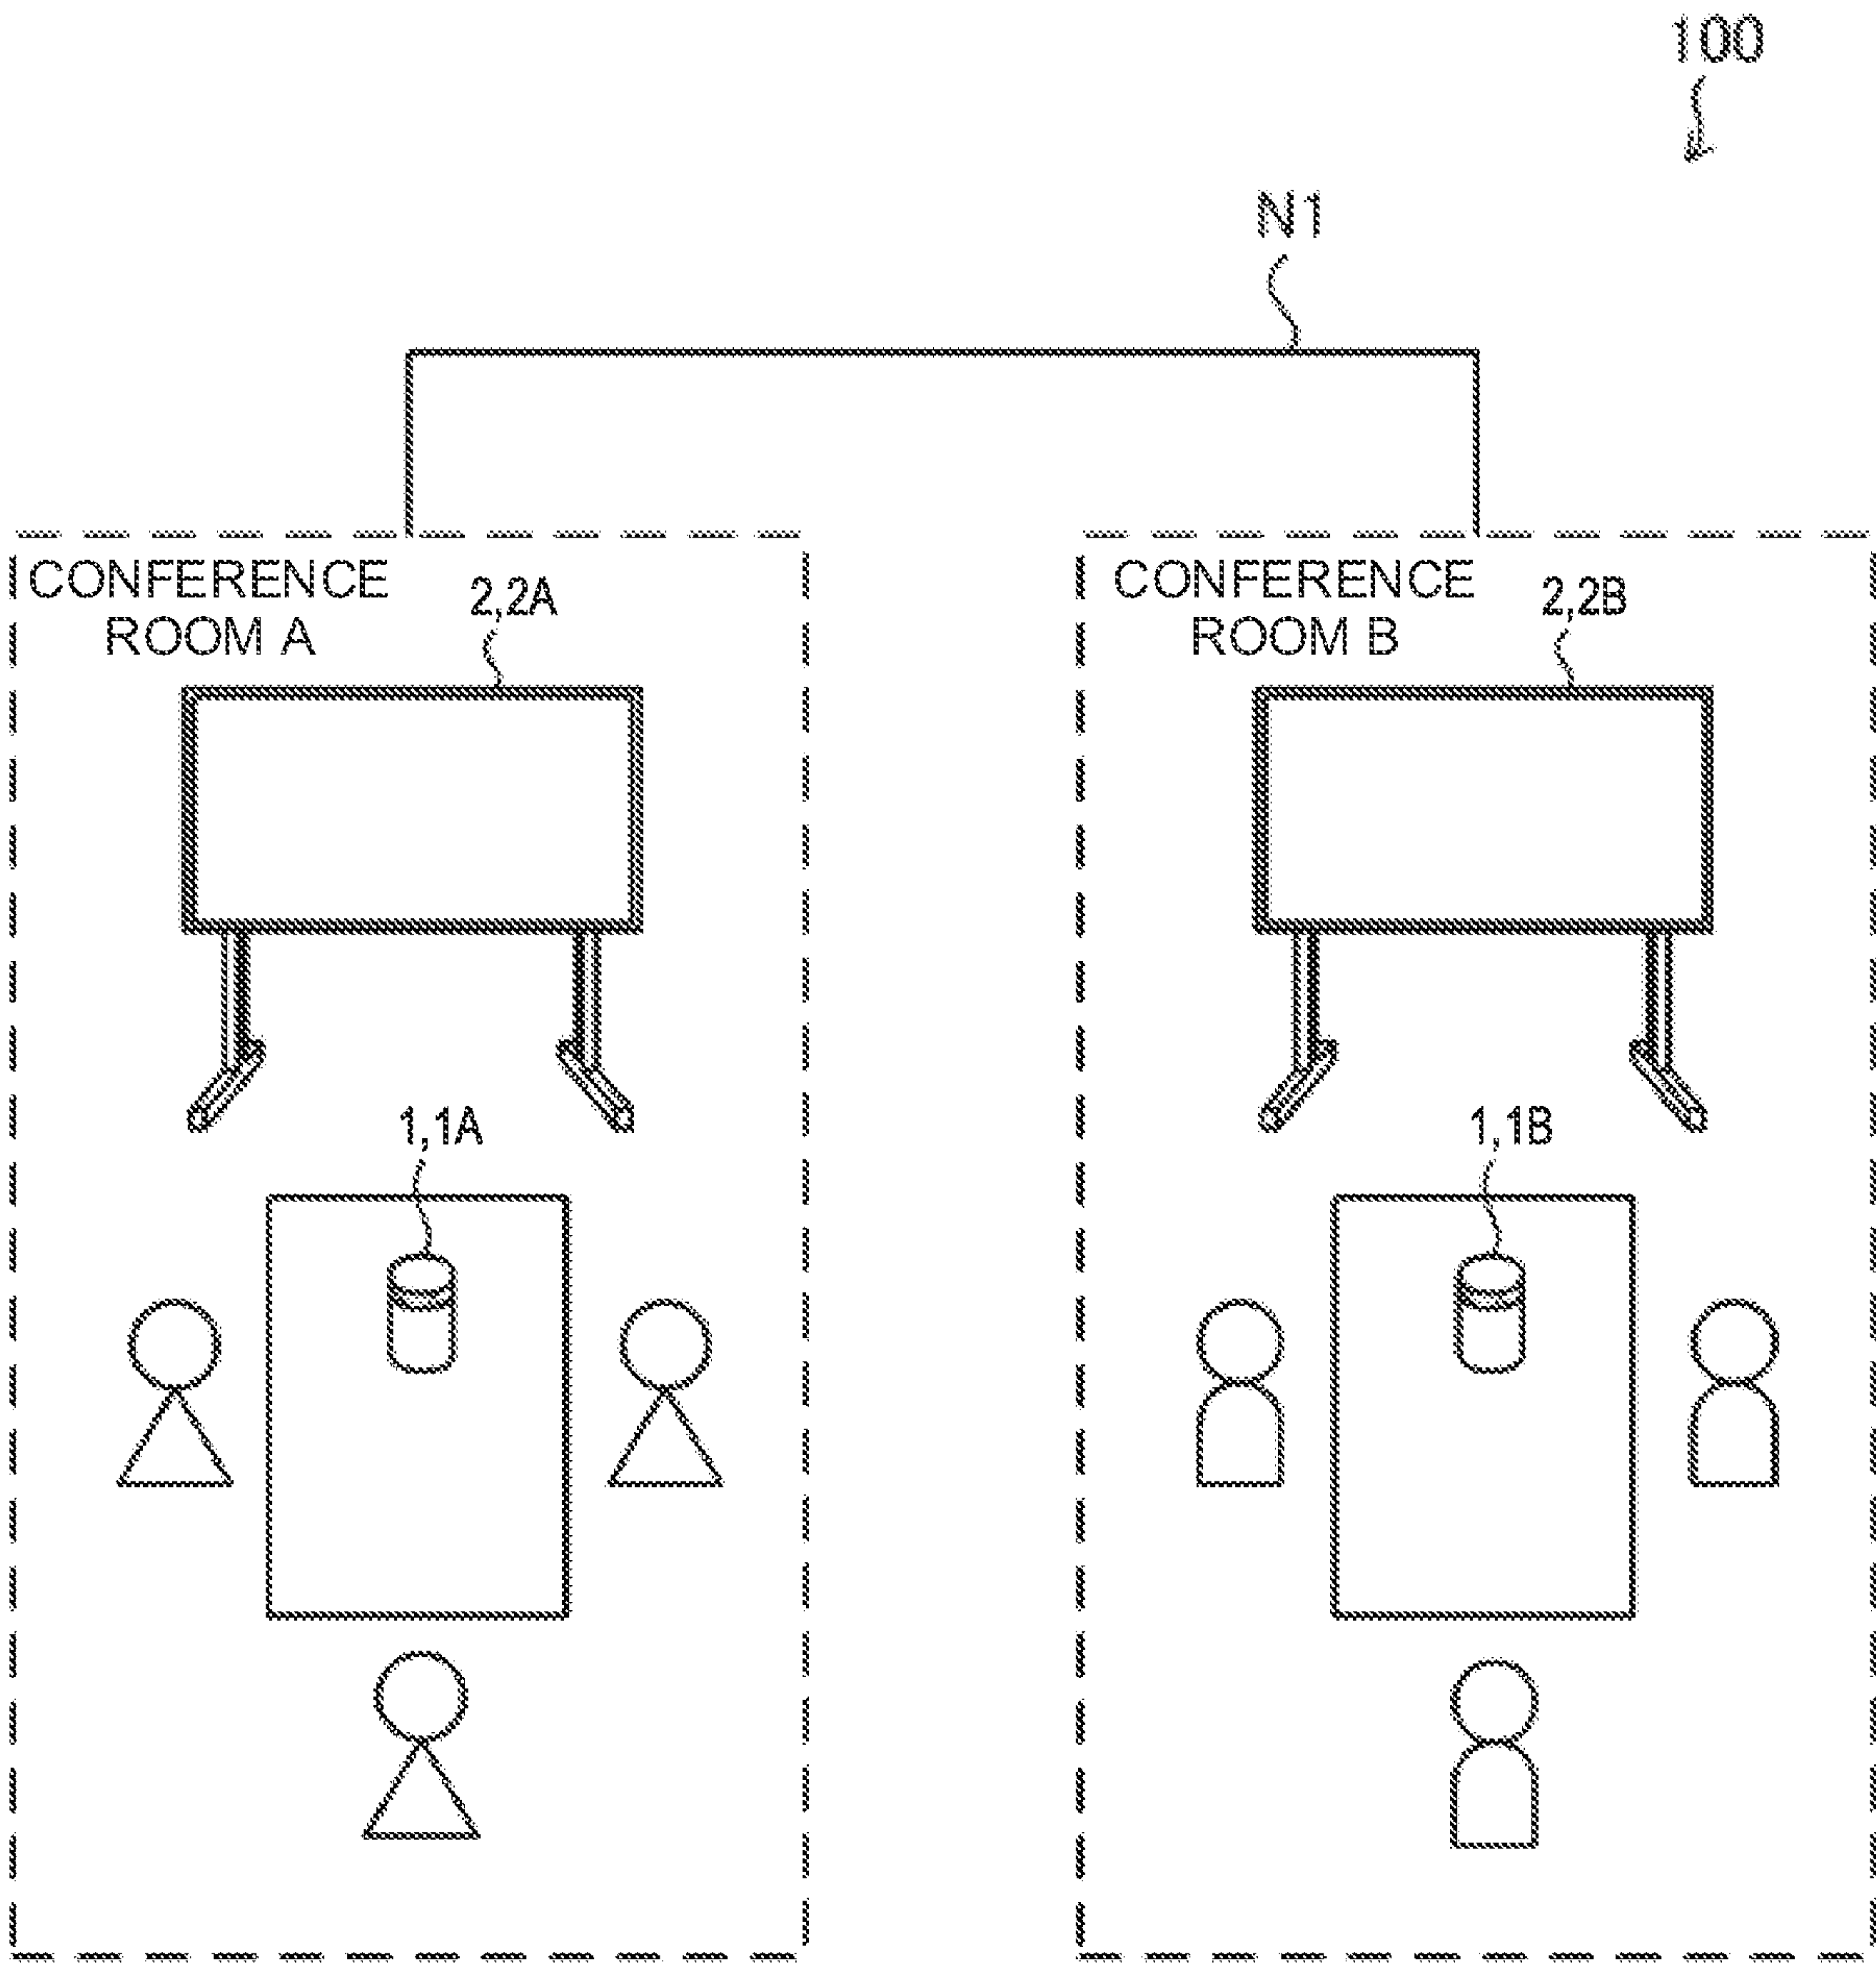 100
N1
CONFERENCE
ROOM A
2,2A
CONFERENCE
ROOM B
2,2B
1,1A
1,1B